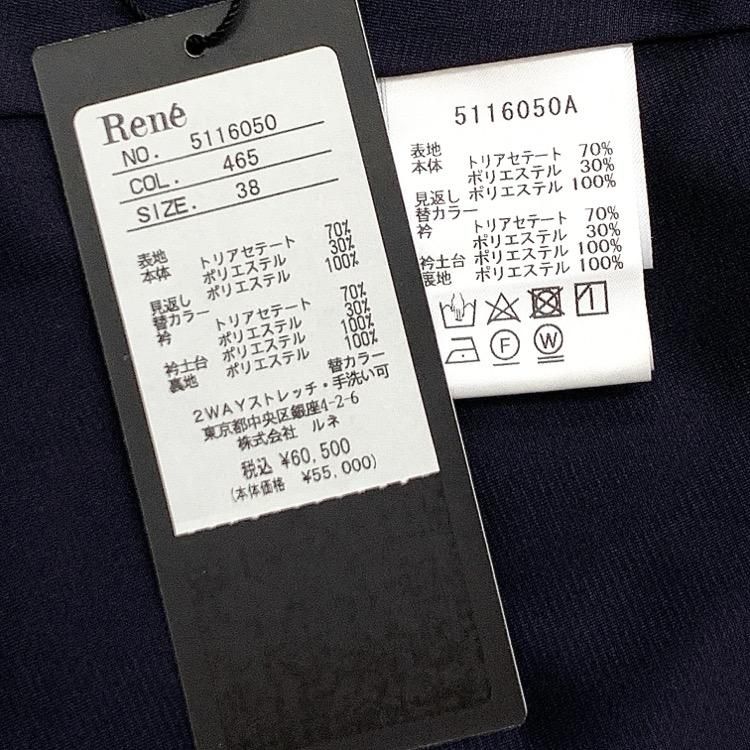 René
NO. 5116050
COL. 465
SIZE. 38
表地 トリアセテート 70%
本体 ポリエステル 30%
見返し ポリエステル 100%
替カラー
衿 トリアセテート 70%
ポリエステル 30%
衿土台 ポリエステル 100%
裏地 ポリエステル 100%
替カラー
2WAYストレッチ・手洗い可
東京都中央区銀座4-2-6
株式会社 ルネ
税込 ¥60,500
(本体価格 ¥55,000)
5116050A
表地 トリアセテート 70%
本体 ポリエステル 30%
見返し ポリエステル 100%
替カラー
衿 トリアセテート 70%
ポリエステル 30%
衿土台 ポリエステル 100%
裏地 ポリエステル 100%
F W